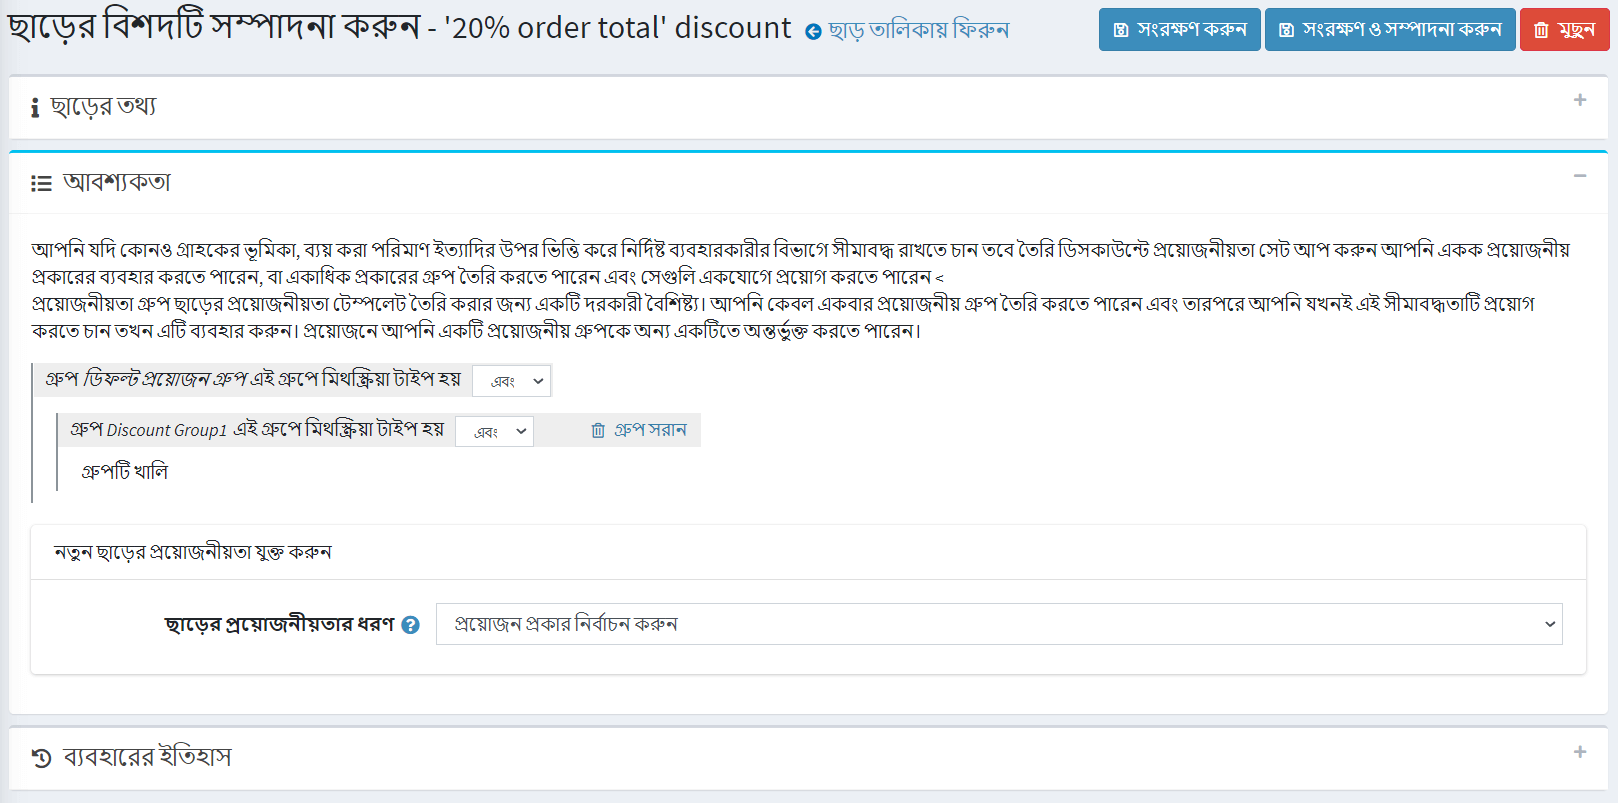 ছাড়ের বিশদটি সম্পাদনা করুন - '20% order total' discount ছাড় তালিকায় ফিরুন
সংরক্ষণ করুন সংরক্ষণ ও সম্পাদনা করুন মুছুন
ছাড়ের তথ্য
আবশ্যকতা
আপনি যদি কোনও গ্রাহকের ভূমিকা, ব্যয় করা পরিমাণ ইত্যাদির উপর ভিত্তি করে নির্দিষ্ট ব্যবহারকারীর বিভাগে সীমাবদ্ধ রাখতে চান তবে তৈরি ডিসকাউন্টে প্রয়োজনীয়তা সেট আপ করুন আপনি একক প্রয়োজনীয়
প্রকারের ব্যবহার করতে পারেন, বা একাধিক প্রকারের গ্রুপ তৈরি করতে পারেন এবং সেগুলি একযোগে প্রয়োগ করতে পারেন <
প্রয়োজনীয়তা গ্রুপ ছাড়ের প্রয়োজনীয়তা টেম্পলেট তৈরি করার জন্য একটি দরকারী বৈশিষ্ট্য। আপনি কেবল একবার প্রয়োজনীয় গ্রুপ তৈরি করতে পারেন এবং তারপরে আপনি যখনই এই সীমাবদ্ধতাটি প্রয়োগ
করতে চান তখন এটি ব্যবহার করুন। প্রয়োজনে আপনি একটি প্রয়োজনীয় গ্রুপকে অন্য একটিতে অন্তর্ভুক্ত করতে পারেন।
গ্রুপ ডিফল্ট প্রয়োজন গ্রুপ এই গ্রুপে মিথস্ক্রিয়া টাইপ হয় এবং
গ্রুপ Discount Group1 এই গ্রুপে মিথস্ক্রিয়া টাইপ হয় এবং গ্রুপ সরান
গ্রুপটি খালি
নতুন ছাড়ের প্রয়োজনীয়তা যুক্ত করুন
ছাড়ের প্রয়োজনীয়তার ধরণ প্রয়োজন প্রকার নির্বাচন করুন
ব্যবহারের ইতিহাস